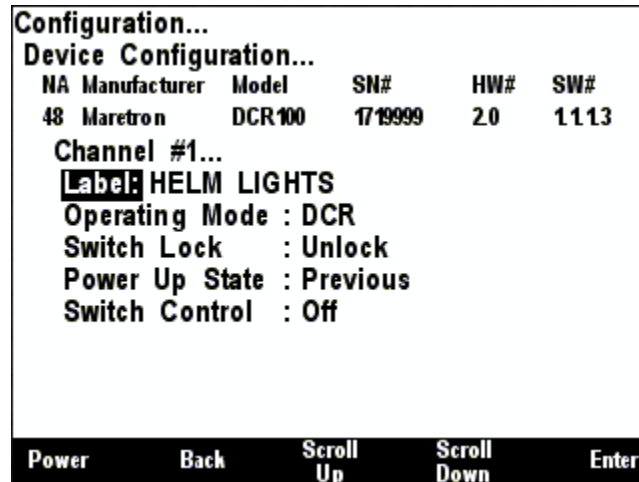 Configuration...
Device Configuration...
NA Manufacturer Model SN# HW# SW#
48 Maretron DCR100 1719999 2.0 1.1.1.3
Channel #1...
Label: HELM LIGHTS
Operating Mode : DCR
Switch Lock : Unlock
Power Up State : Previous
Switch Control : Off
Power Back Scroll Up Scroll Down Enter